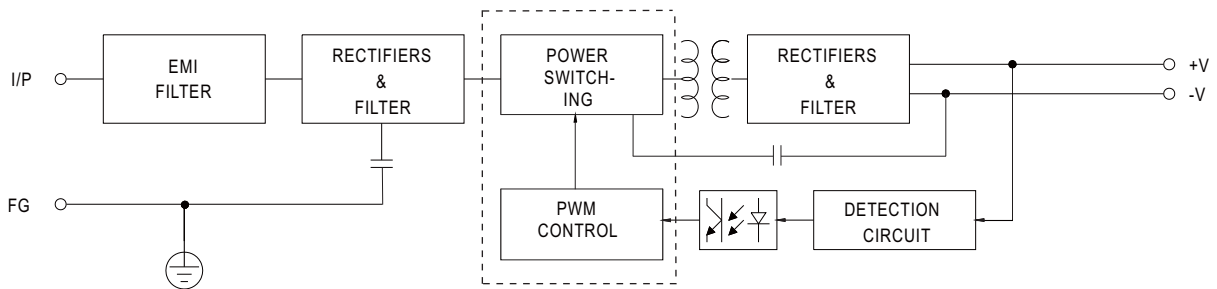 I/P
EMI
FILTER
RECTIFIERS
&
FILTER
POWER
SWITCH-
ING
RECTIFIERS
&
FILTER
+V
-V
FG
PWM
CONTROL
DETECTION
CIRCUIT